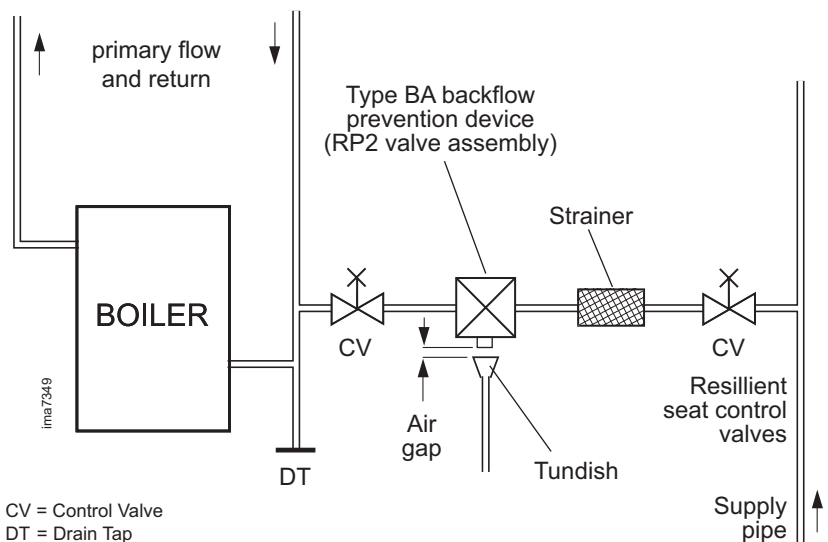 primary flow
and return
Type BA backflow
prevention device
(RP2 valve assembly)
Strainer
BOILER
CV
CV
ima7349
Air
gap
Resillient
seat control
valves
DT
Tundish
CV = Control Valve
DT = Drain Tap
Supply
pipe